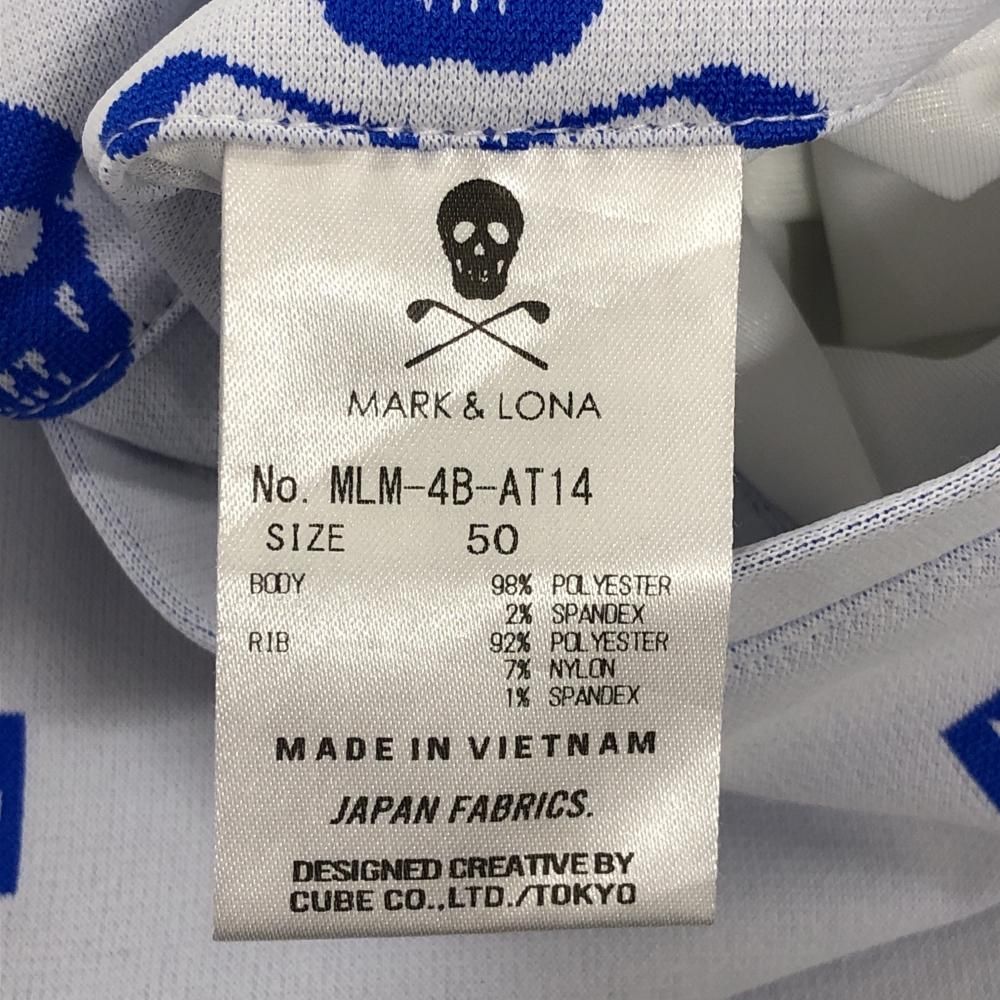 MARK & LONA
No. MLM-4B-AT14
SIZE 50
BODY 98% POLYESTER
2% SPANDEX
RIB 92% POLYESTER
7% NYLON
1% SPANDEX
MADE IN VIETNAM
JAPAN FABRICS.
DESIGNED CREATIVE BY
CUBE CO.,LTD./TOKYO